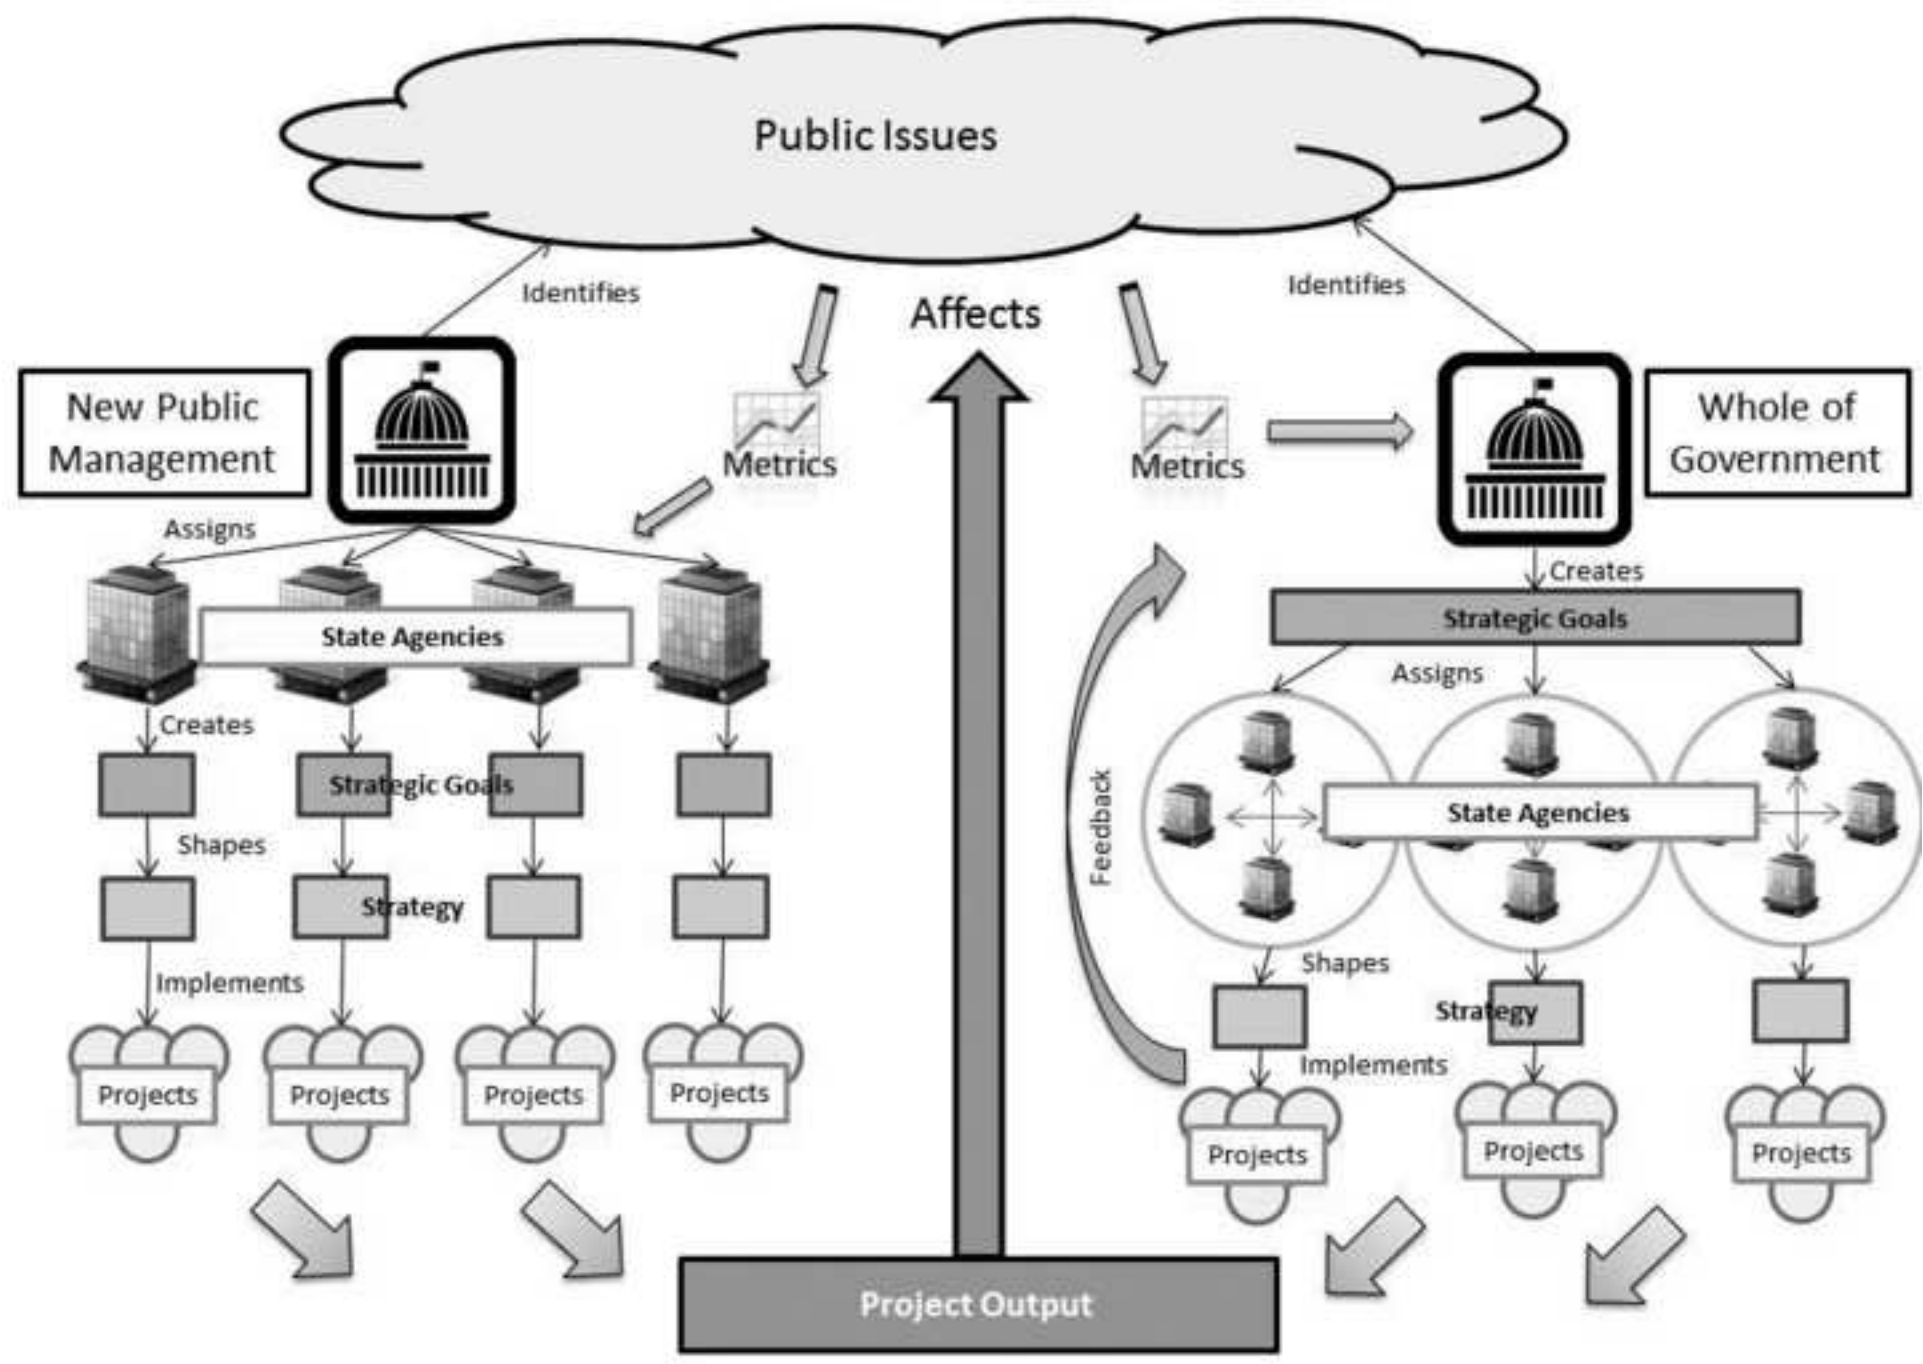 Public Issues
Identifies
Affects
Identifies
New Public
Management
Metrics
Metrics
Whole of
Government
Assigns
State Agencies
Creates
Strategic Goals
Shapes
Strategy
Implements
Projects
Projects
Projects
Projects
Creates
Strategic Goals
Assigns
State Agencies
Feedback
Shapes
Strategy
Implements
Projects
Projects
Projects
Project Output